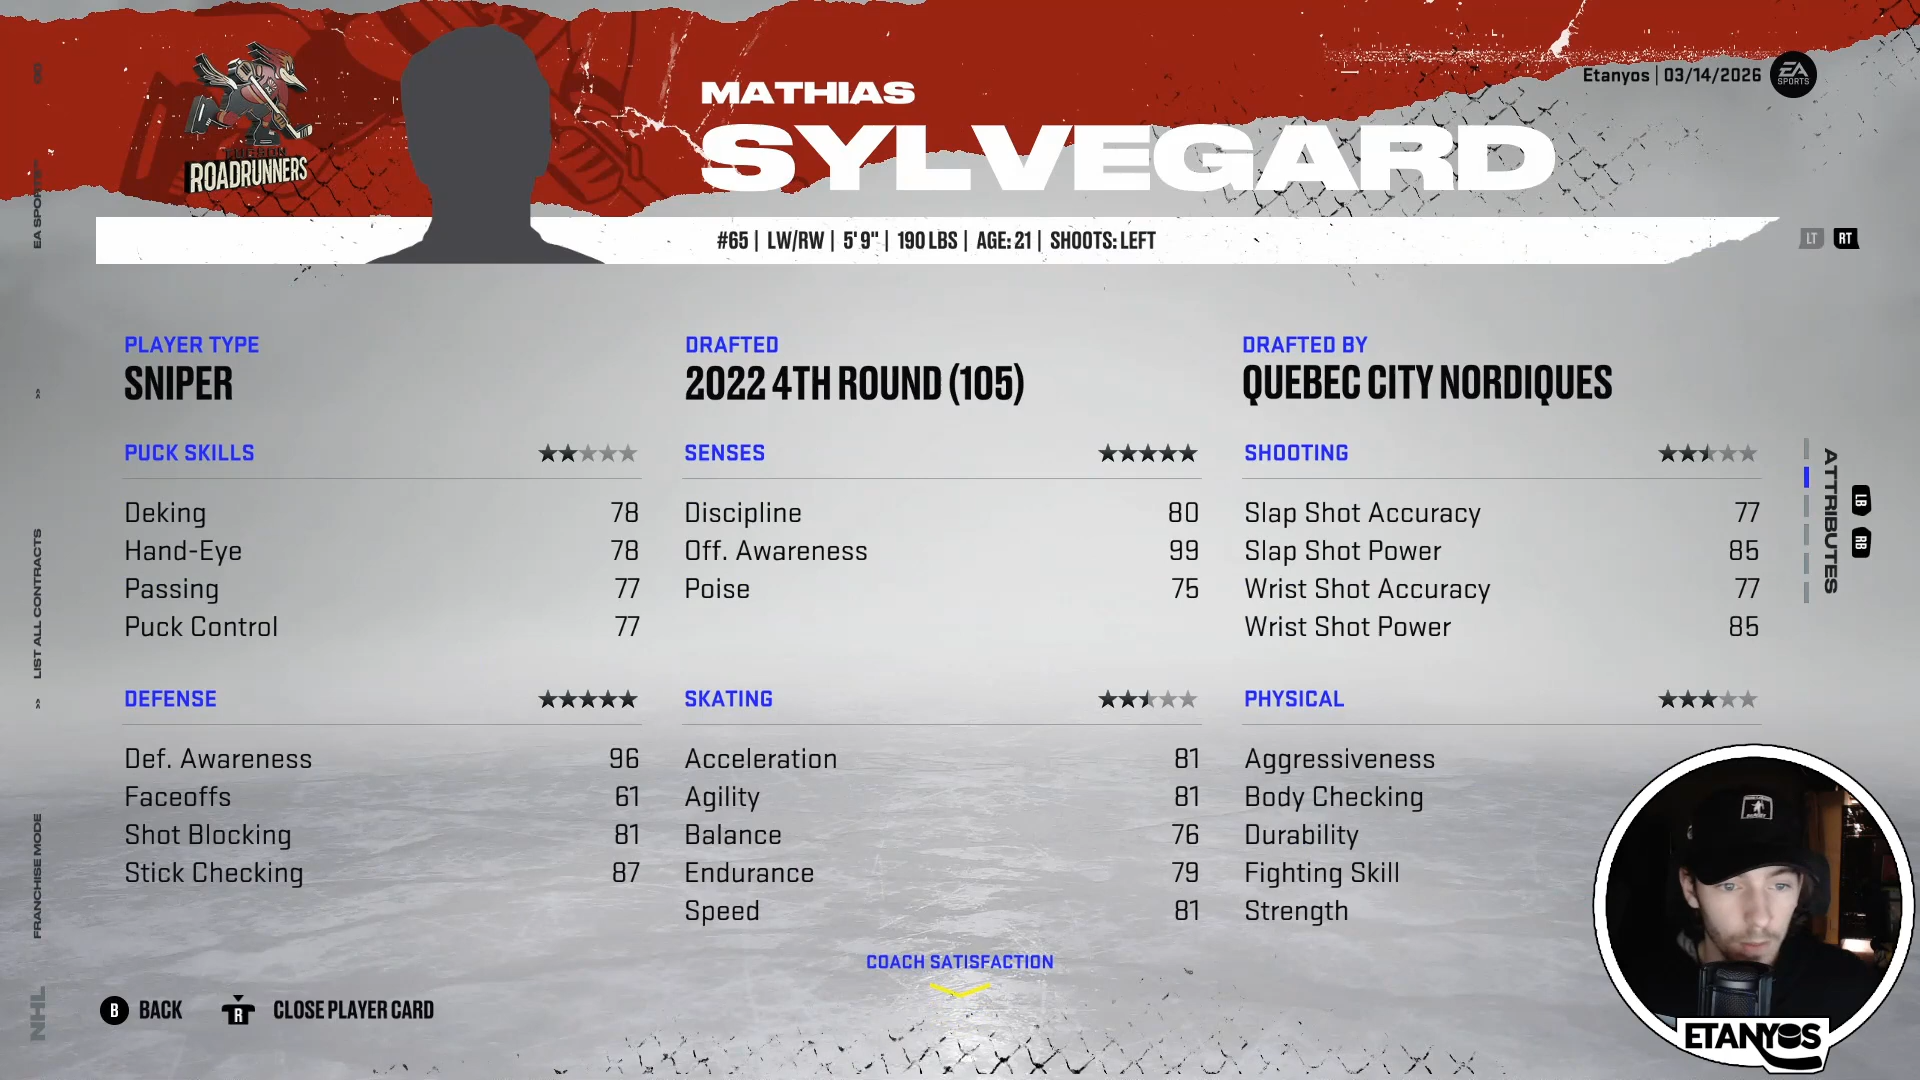 MATHIAS
SYLVEGARD
Etanyos | 03/14/2026
EA SPORTS
ROADRUNNERS
#65 | LW/RW | 5'9" | 190 LBS | AGE: 21 | SHOOTS: LEFT
LT RT
PLAYER TYPE
SNIPER
DRAFTED
2022 4TH ROUND (105)
DRAFTED BY
QUEBEC CITY NORDIQUES
PUCK SKILLS
Deking 78
Hand-Eye 78
Passing 77
Puck Control 77
SENSES
Discipline 80
Off. Awareness 99
Poise 75
SHOOTING
Slap Shot Accuracy 77
Slap Shot Power 85
Wrist Shot Accuracy 77
Wrist Shot Power 85
DEFENSE
Def. Awareness 96
Faceoffs 61
Shot Blocking 81
Stick Checking 87
SKATING
Acceleration 81
Agility 81
Balance 76
Endurance 79
Speed 81
PHYSICAL
Aggressiveness
Body Checking
Durability
Fighting Skill
Strength
ATTRIBUTES
LB
RB
COACH SATISFACTION
B BACK
R CLOSE PLAYER CARD
NHL
FRANCHISE MODE
>> LIST ALL CONTRACTS
>>
EA SPORTS
ETANYOS